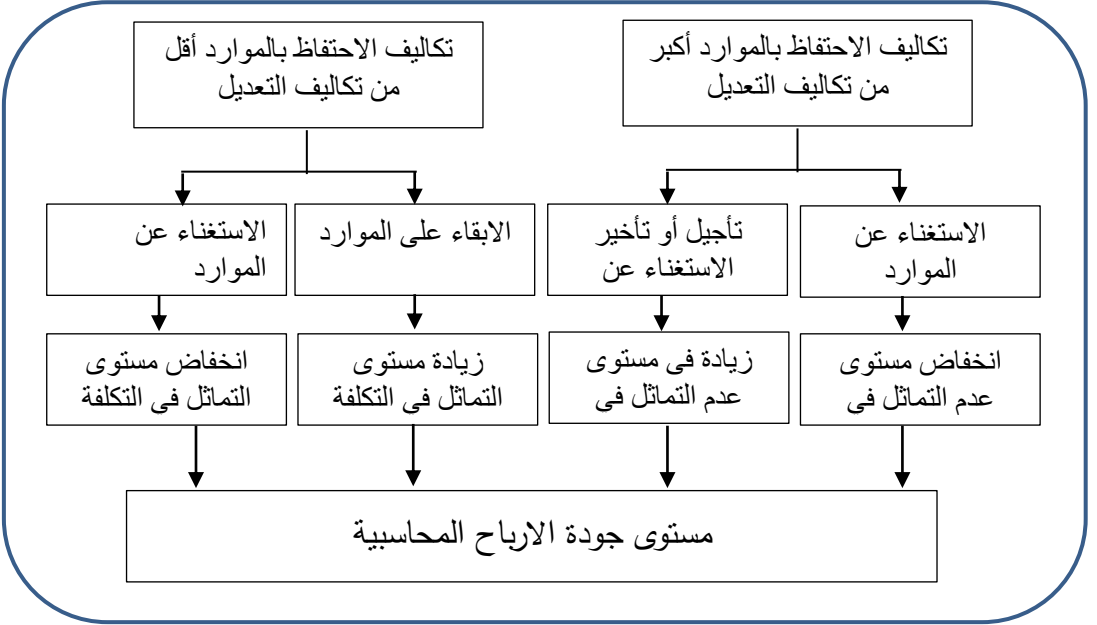 تكاليف الاحتفاظ بالموارد أكبر
من تكاليف التعديل
تكاليف الاحتفاظ بالموارد أقل
من تكاليف التعديل
الاستغناء عن
الموارد
تأجيل أو تأخير
الاستغناء عن
الابقاء على الموارد
الاستغناء عن
الموارد
انخفاض مستوى
عدم التماثل فى
زيادة فى مستوى
عدم التماثل فى
زيادة مستوى
التماثل فى التكلفة
انخفاض مستوى
التماثل فى التكلفة
مستوى جودة الارباح المحاسبية